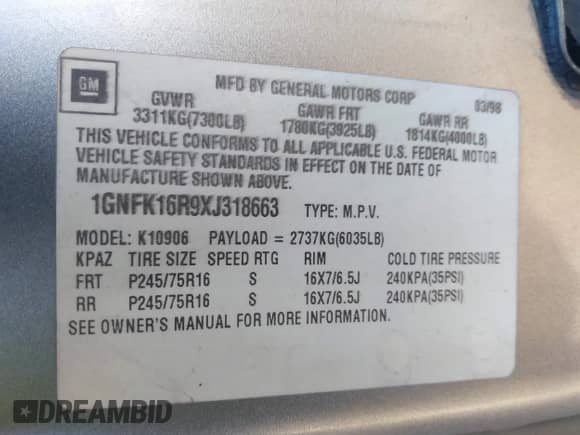 GM
MFD BY GENERAL MOTORS CORP 03/98
GVWR GAWR FRT GAWR RR
3311KG(7300LB) 1780KG(3925LB) 1814KG(4000LB)
THIS VEHICLE CONFORMS TO ALL APPLICABLE U.S. FEDERAL MOTOR
VEHICLE SAFETY STANDARDS IN EFFECT ON THE DATE OF
MANUFACTURE SHOWN ABOVE.
1GNFK16R9XJ318663 TYPE: M.P.V.
MODEL: K10906 PAYLOAD = 2737KG(6035LB)
KPAZ TIRE SIZE SPEED RTG RIM COLD TIRE PRESSURE
FRT P245/75R16 S 16X7/6.5J 240KPA(35PSI)
RR P245/75R16 S 16X7/6.5J 240KPA(35PSI)
SEE OWNER'S MANUAL FOR MORE INFORMATION.
DREAMBID